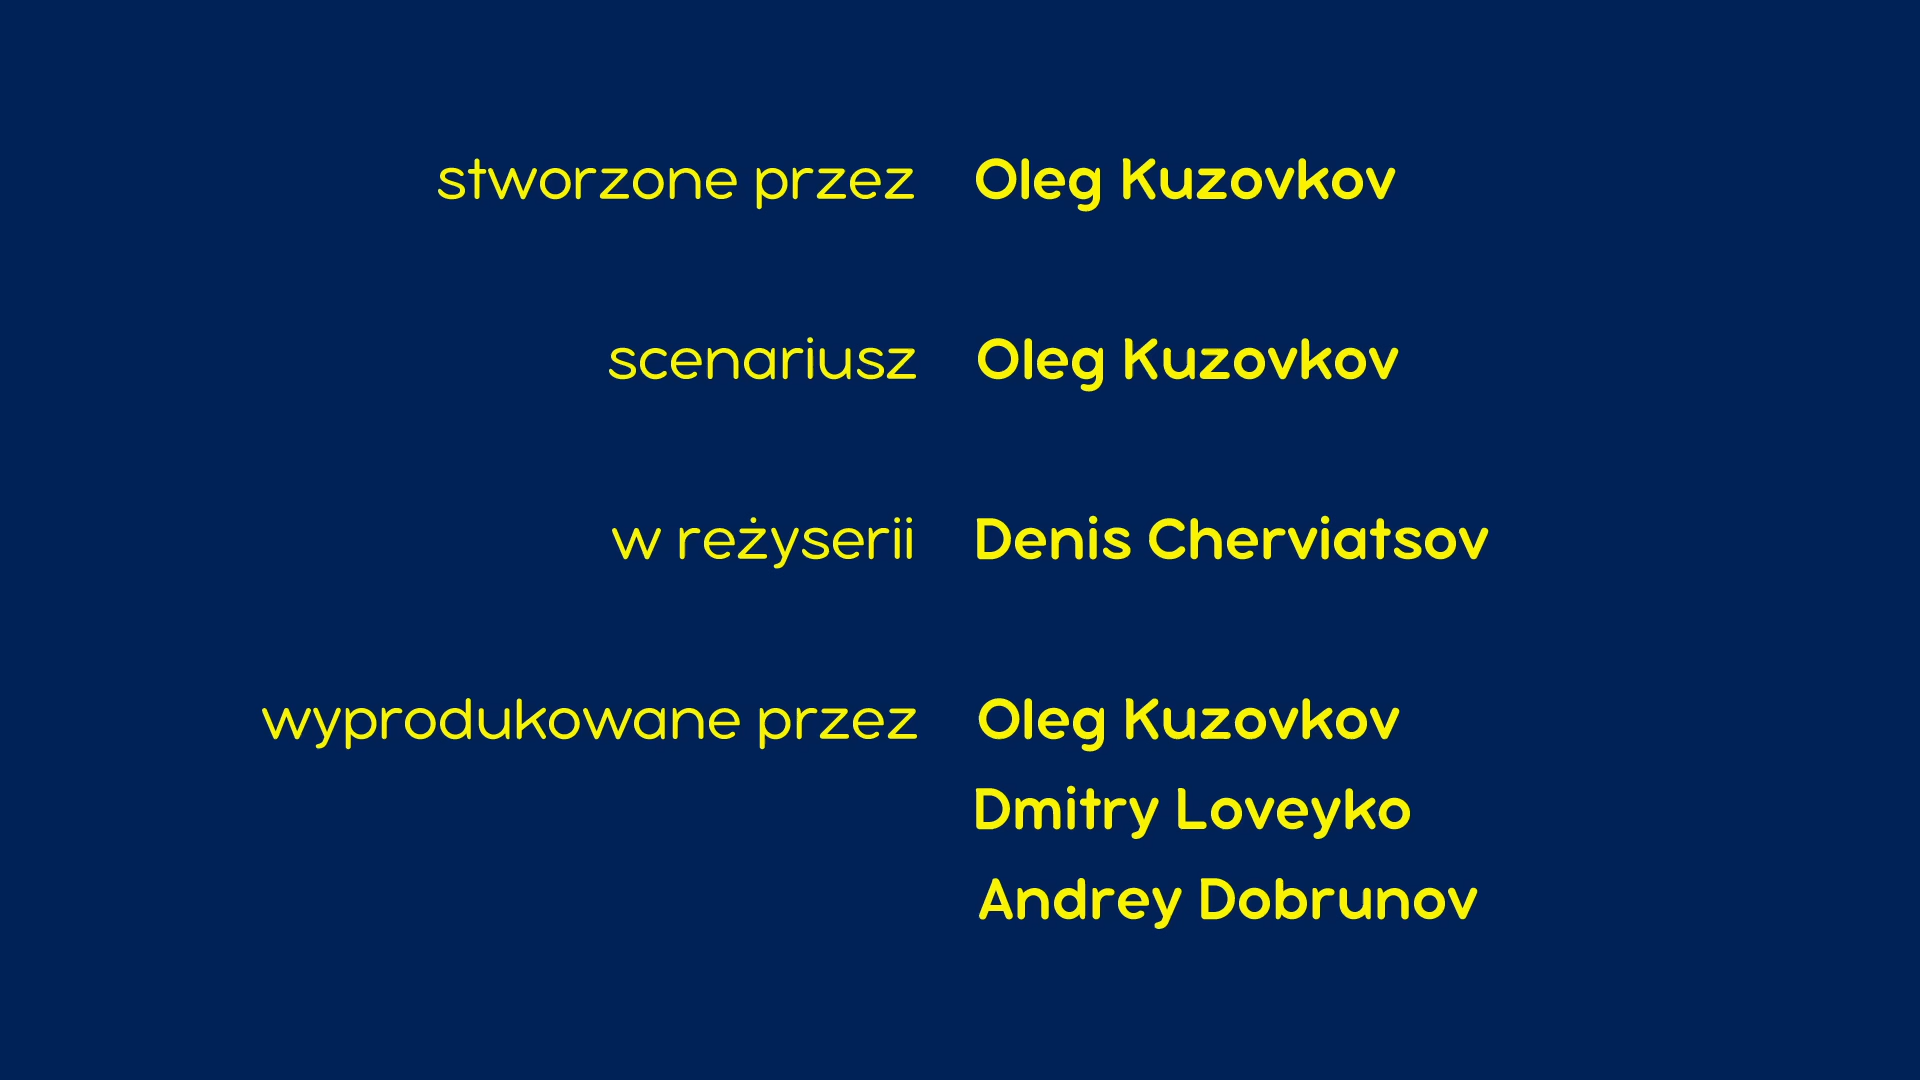 stworzone przez Oleg Kuzovkov
scenariusz Oleg Kuzovkov
w reżyserii Denis Cherviatsov
wyprodukowane przez Oleg Kuzovkov
Dmitry Loveyko
Andrey Dobrunov